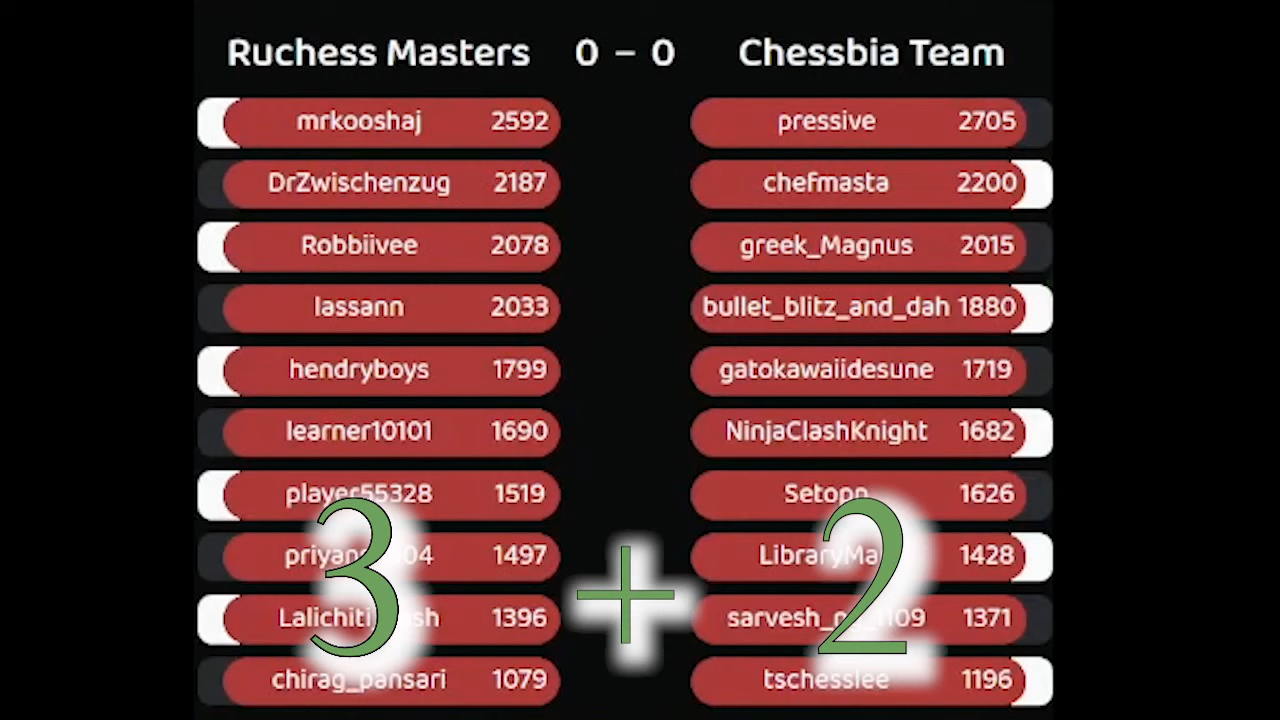 Ruchess Masters 0 – 0 Chessbia Team
mrkooshaj 2592 pressive 2705
DrZwischenzug 2187 chefmasta 2200
Robbiivee 2078 greek_Magnus 2015
lassann 2033 bullet_blitz_and_dah 1880
hendryboys 1799 gatokawaiidesune 1719
learner10101 1690 NinjaClashKnight 1682
player55328 1519 1626
1497 1428
1396 1371
chirag_pansari 1079 tschesslee 1196
3 + 2